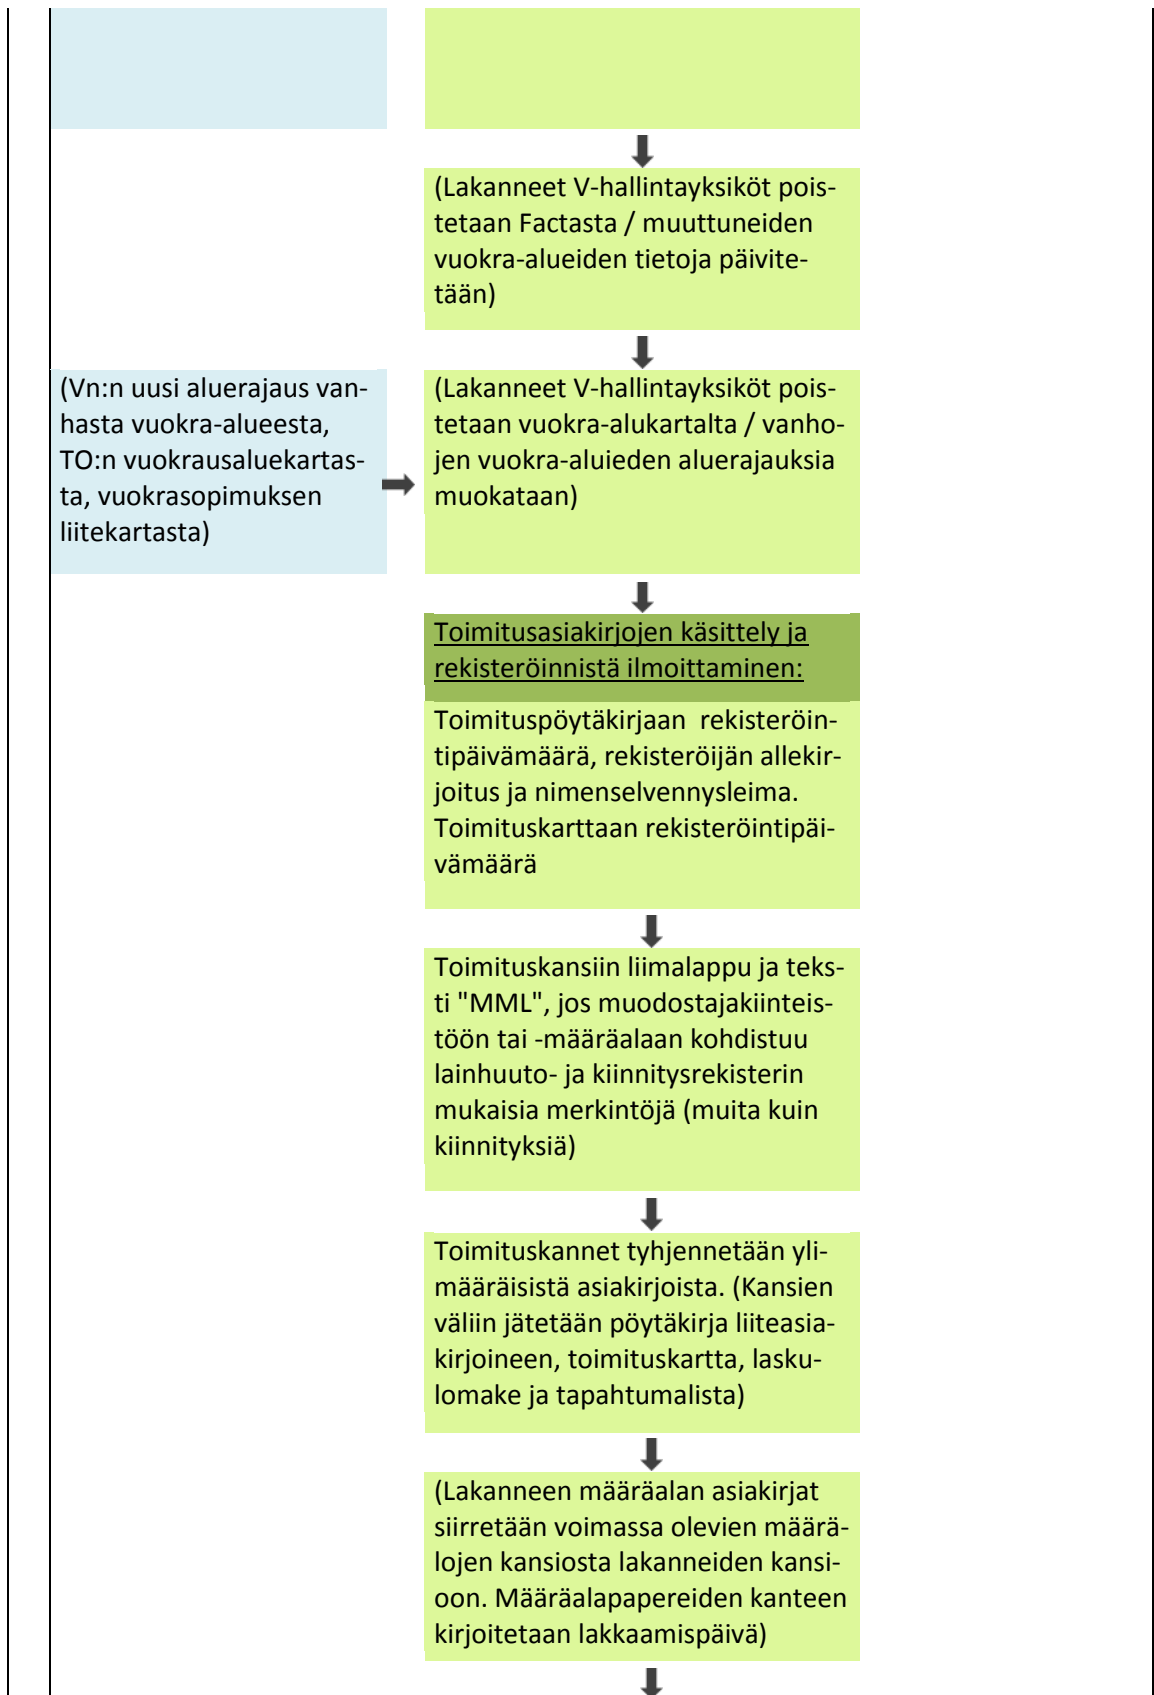 (Lakanneet V-hallintayksiköt pois-
tetaan Factasta / muuttuneiden
vuokra-alueiden tietoja päivite-
tään)
(Vn:n uusi aluerajaus van-
hasta vuokra-alueesta,
TO:n vuokrausaluekartas-
ta, vuokrasopimuksen
liitekartasta)
(Lakanneet V-hallintayksiköt pois-
tetaan vuokra-alukartalta / vanho-
jen vuokra-aluieden aluerajauksia
muokataan)
Toimitusasiakirjojen käsittely ja
rekisteröinnistä ilmoittaminen:
Toimituspöytäkirjaan  rekisteröin-
tipäivämäärä, rekisteröijän allekir-
joitus ja nimenselvennysleima.
Toimituskarttaan rekisteröintipäi-
vämäärä
Toimituskansiin liimalappu ja teks-
ti "MML", jos muodostajakiinteis-
töön tai -määräalaan kohdistuu
lainhuuto- ja kiinnitysrekisterin
mukaisia merkintöjä (muita kuin
kiinnityksiä)
Toimituskannet tyhjennetään yli-
määräisistä asiakirjoista. (Kansien
väliin jätetään pöytäkirja liiteasia-
kirjoineen, toimituskartta, lasku-
lomake ja tapahtumalista)
(Lakanneen määräalan asiakirjat
siirretään voimassa olevien määrä-
lojen kansiosta lakanneiden kansi-
oon. Määräalapapereiden kanteen
kirjoitetaan lakkaamispäivä)